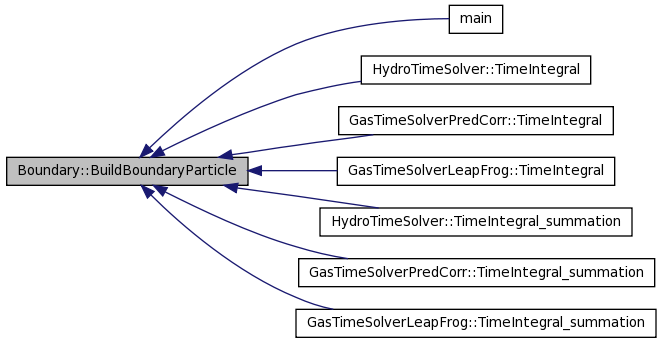 main
HydroTimeSolver::TimeIntegral
GasTimeSolverPredCorr::TimeIntegral
Boundary::BuildBoundaryParticle
GasTimeSolverLeapFrog::TimeIntegral
HydroTimeSolver::TimeIntegral_summation
GasTimeSolverPredCorr::TimeIntegral_summation
GasTimeSolverLeapFrog::TimeIntegral_summation